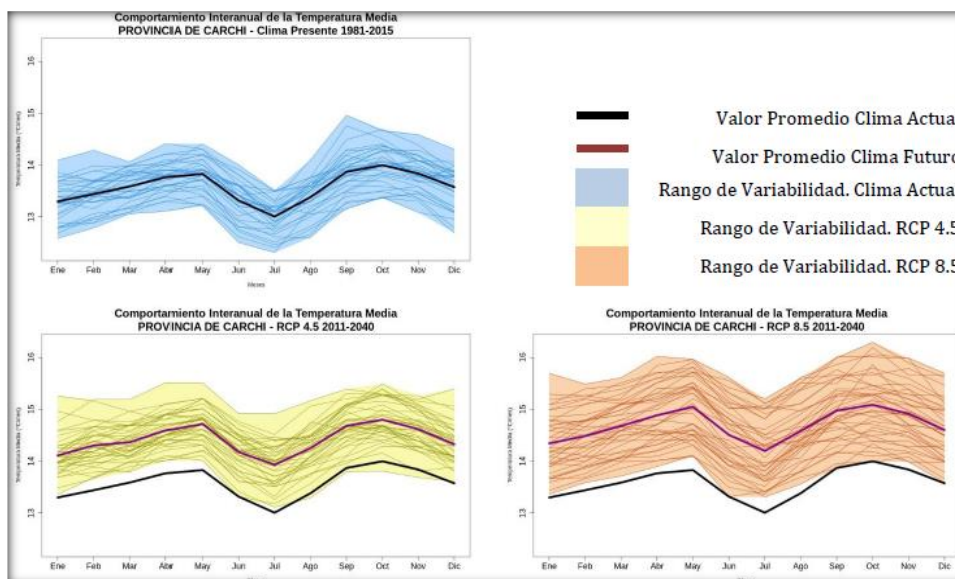 Comportamiento Interanual de la Temperatura Media
PROVINCIA DE CARCHI - Clima Presente 1981-2015
16
15
14
13
Ene Feb Mar Abr May Jun Jul Ago Sep Oct Nov Dic
Meses
Valor Promedio Clima Actua
Valor Promedio Clima Futuro
Rango de Variabilidad. Clima Actua
Rango de Variabilidad. RCP 4.5
Rango de Variabilidad. RCP 8.5
Comportamiento Interanual de la Temperatura Media
PROVINCIA DE CARCHI - RCP 4.5 2011-2040
16
15
14
13
Ene Feb Mar Abr May Jun Jul Ago Sep Oct Nov Dic
Comportamiento Interanual de la Temperatura Media
PROVINCIA DE CARCHI - RCP 8.5 2011-2040
16
15
14
13
Ene Feb Mar Abr May Jun Jul Ago Sep Oct Nov Dic